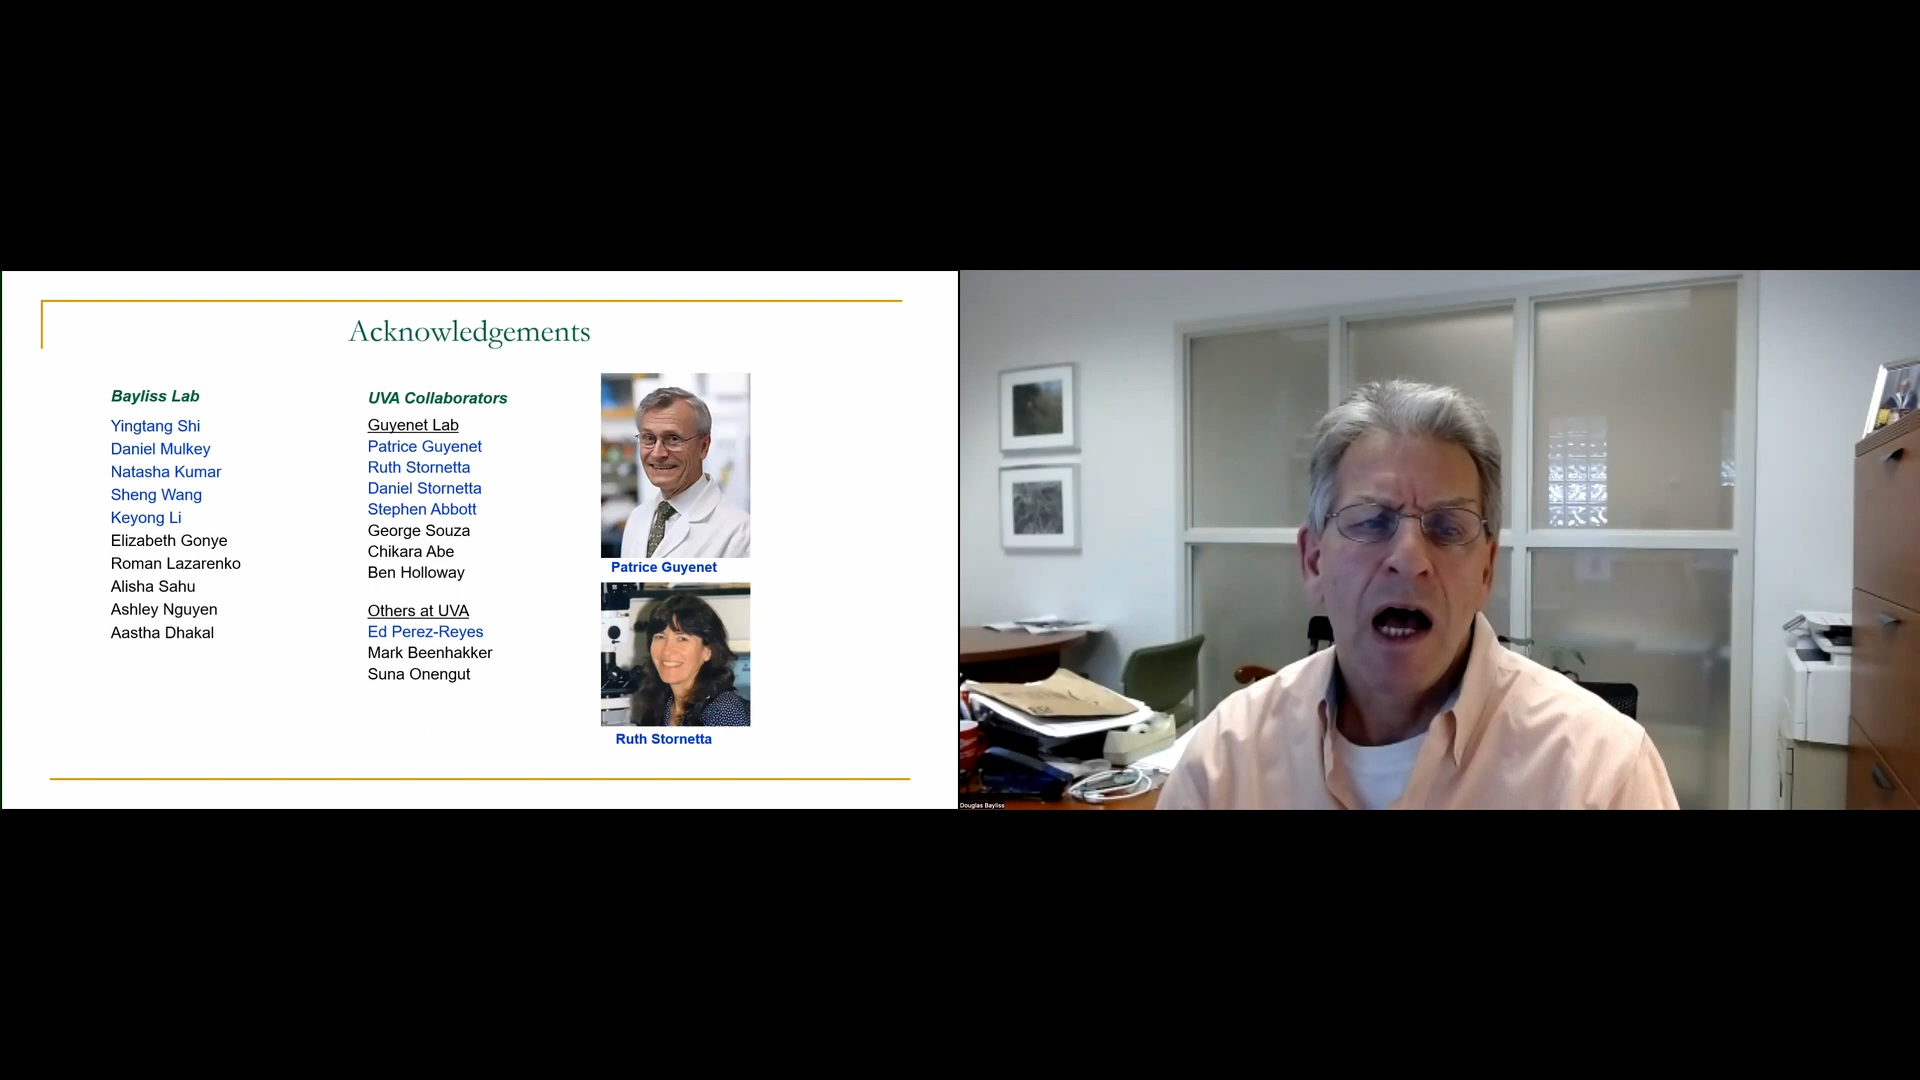 Acknowledgements
Bayliss Lab
Yingtang Shi
Daniel Mulkey
Natasha Kumar
Sheng Wang
Keyong Li
Elizabeth Gonye
Roman Lazarenko
Alisha Sahu
Ashley Nguyen
Aastha Dhakal
UVA Collaborators
Guyenet Lab
Patrice Guyenet
Ruth Stornetta
Daniel Stornetta
Stephen Abbott
George Souza
Chikara Abe
Ben Holloway
Others at UVA
Ed Perez-Reyes
Mark Beenhakker
Suna Onengut
Patrice Guyenet
Ruth Stornetta
Douglas Bayliss